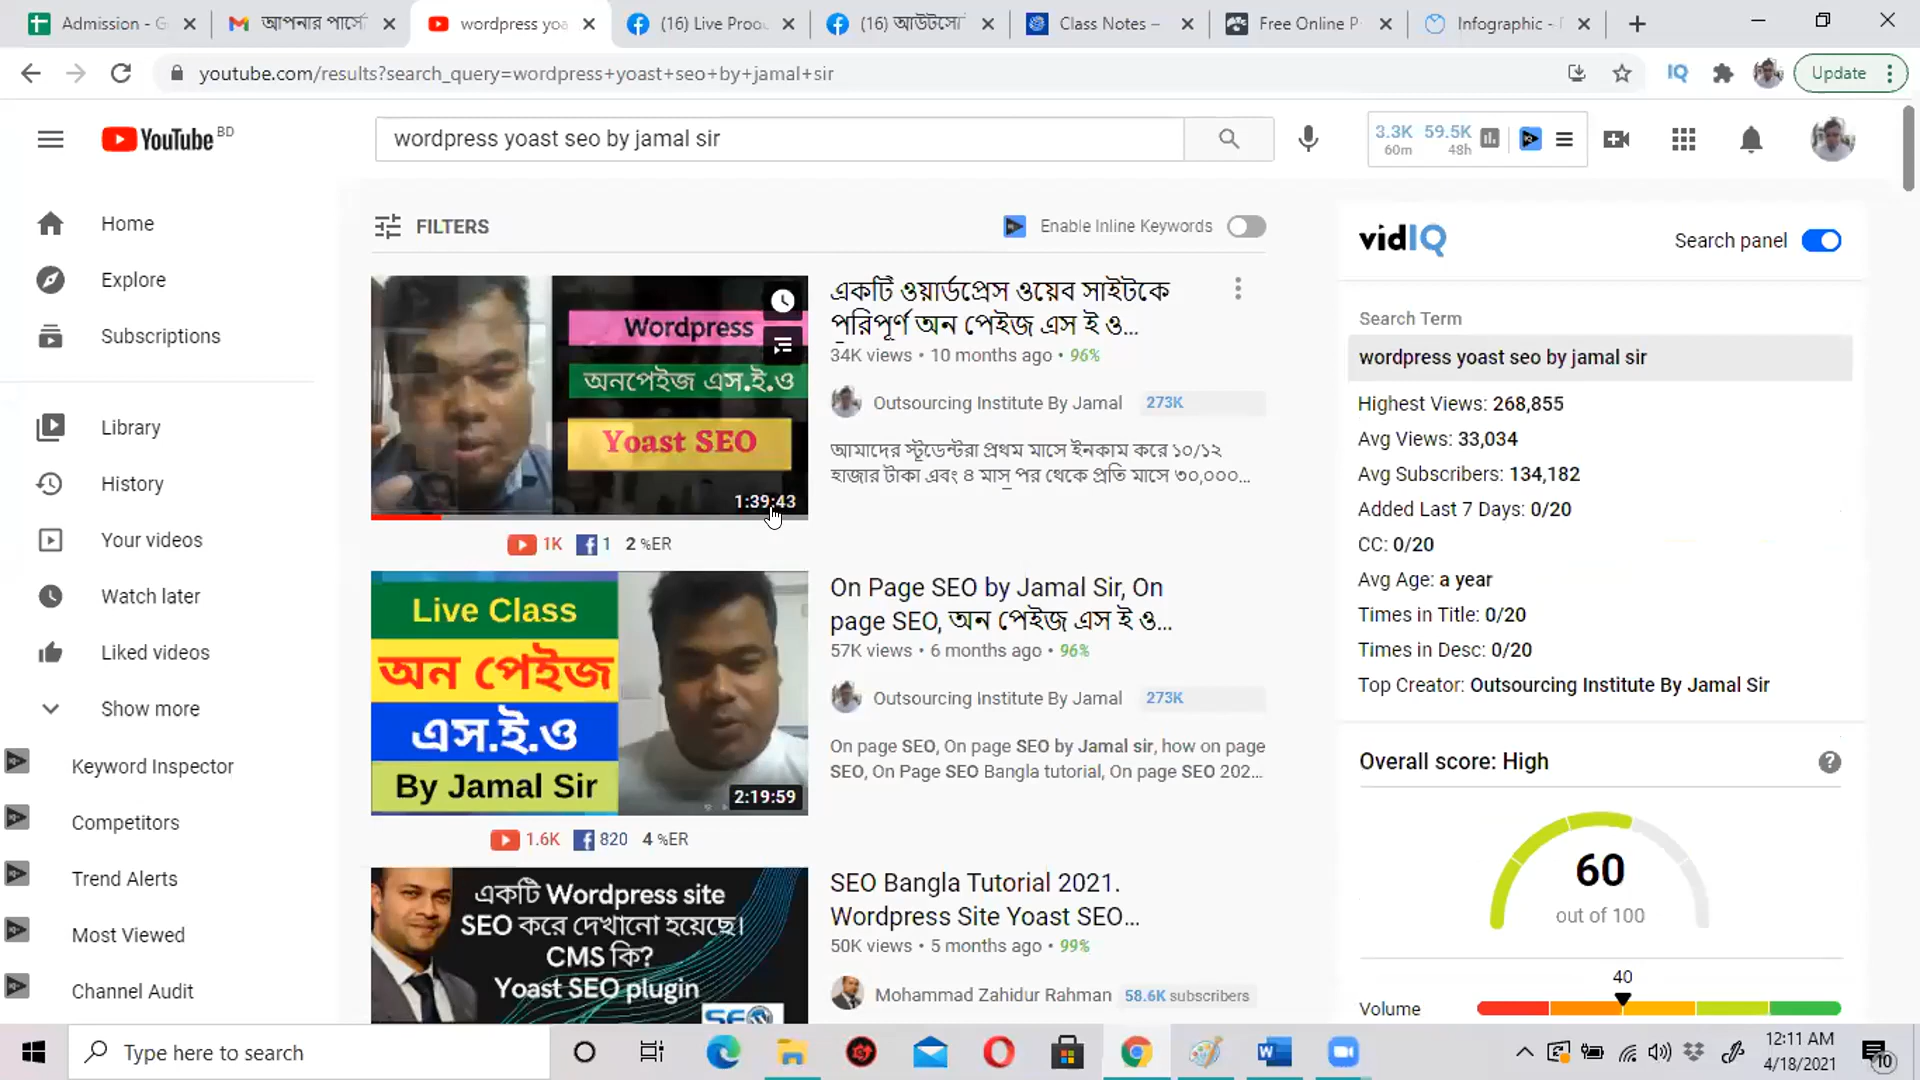 Admission - G
আপনার পার্সে
wordpress yoa
(16) Live Prod
(16) আউটসো
Class Notes –
Free Online P
Infographic -
youtube.com/results?search_query=wordpress+yoast+seo+by+jamal+sir
IQ
Update
YouTube BD
wordpress yoast seo by jamal sir
3.3K 59.5K
60m 48h
Home
Explore
Subscriptions
Library
History
Your videos
Watch later
Liked videos
Show more
Keyword Inspector
Competitors
Trend Alerts
Most Viewed
Channel Audit
FILTERS
Enable Inline Keywords
Wordpress
অনপেইজ এস.ই.ও
Yoast SEO
1:39:43
1K 1 2 %ER
একটি ওয়ার্ডপ্রেস ওয়েব সাইটকে
পরিপূর্ণ অন পেইজ এস ই ও...
34K views • 10 months ago • 96%
Outsourcing Institute By Jamal 273K
আমাদের স্টুডেন্টরা প্রথম মাসে ইনকাম করে ১০/১২
হাজার টাকা এবং ৪ মাস পর থেকে প্রতি মাসে ৩০,০০০...
Live Class
অন পেইজ
এস.ই.ও
By Jamal Sir
2:19:59
1.6K 820 4 %ER
On Page SEO by Jamal Sir, On
page SEO, অন পেইজ এস ই ও...
57K views • 6 months ago • 96%
Outsourcing Institute By Jamal 273K
On page SEO, On page SEO by Jamal sir, how on page
SEO, On Page SEO Bangla tutorial, On page SEO 202...
একটি Wordpress site
SEO করে দেখানো হয়েছে।
CMS কি?
Yoast SEO plugin
SEO
SEO Bangla Tutorial 2021.
Wordpress Site Yoast SEO...
50K views • 5 months ago • 99%
Mohammad Zahidur Rahman 58.6K subscribers
vidIQ
Search panel
Search Term
wordpress yoast seo by jamal sir
Highest Views: 268,855
Avg Views: 33,034
Avg Subscribers: 134,182
Added Last 7 Days: 0/20
CC: 0/20
Avg Age: a year
Times in Title: 0/20
Times in Desc: 0/20
Top Creator: Outsourcing Institute By Jamal Sir
Overall score: High
?
60
out of 100
40
Volume
Type here to search
12:11 AM
4/18/2021
10